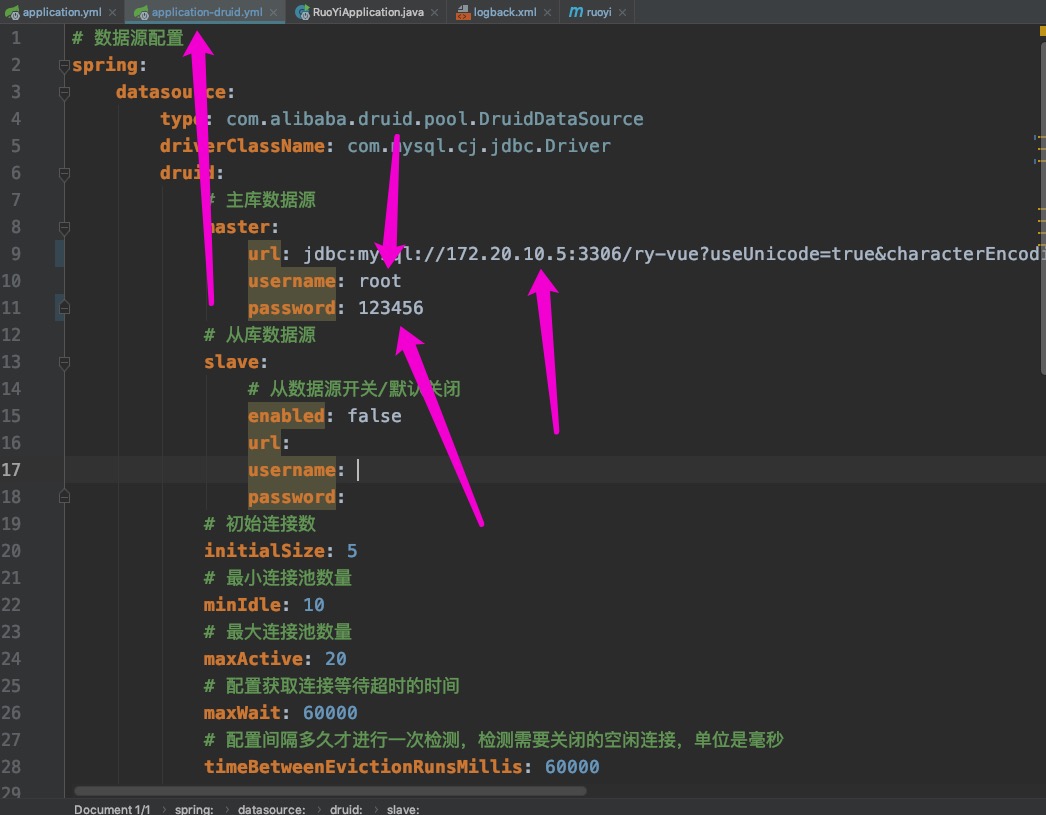 application.yml
application-druid.yml
RuoYiApplication.java
logback.xml
ruoyi
1 # 数据源配置
2 spring:
3 datasource:
4 type: com.alibaba.druid.pool.DruidDataSource
5 driverClassName: com.mysql.cj.jdbc.Driver
6 druid:
7 # 主库数据源
8 master:
9 url: jdbc:mysql://172.20.10.5:3306/ry-vue?useUnicode=true&characterEncodi
10 username: root
11 password: 123456
12 # 从库数据源
13 slave:
14 # 从数据源开关/默认关闭
15 enabled: false
16 url:
17 username:
18 password:
19 # 初始连接数
20 initialSize: 5
21 # 最小连接池数量
22 minIdle: 10
23 # 最大连接池数量
24 maxActive: 20
25 # 配置获取连接等待超时的时间
26 maxWait: 60000
27 # 配置间隔多久才进行一次检测，检测需要关闭的空闲连接，单位是毫秒
28 timeBetweenEvictionRunsMillis: 60000
29
Document 1/1 › spring: › datasource: › druid: › slave: